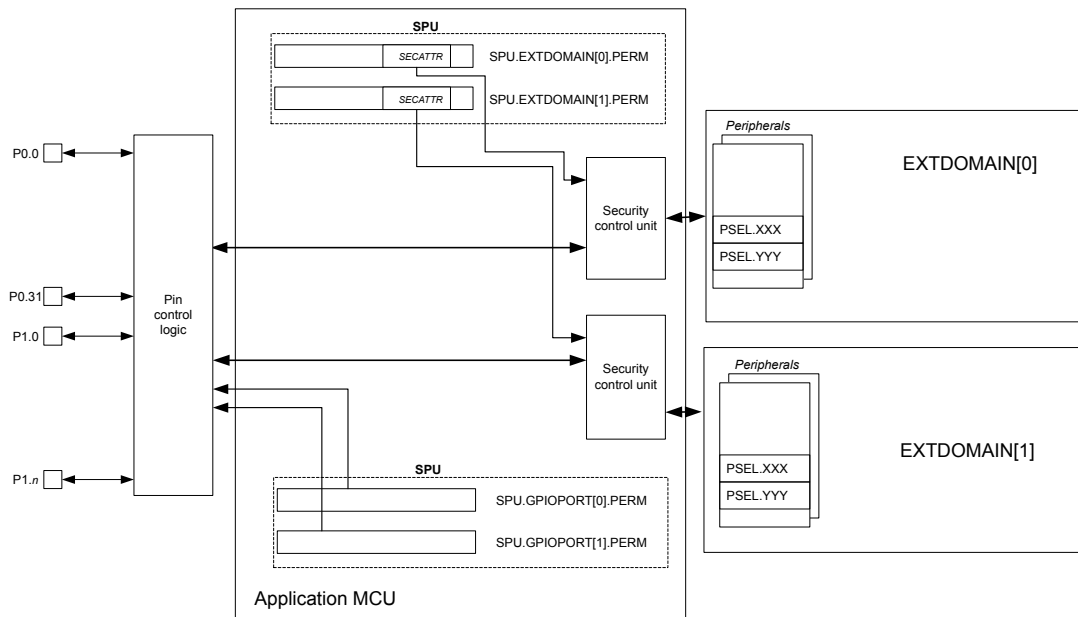 SPU
SECATTR
SPU.EXTDOMAIN[0].PERM
SECATTR
SPU.EXTDOMAIN[1].PERM
P0.0
P0.31
P1.0
P1.n
Pin
control
logic
Security
control unit
Security
control unit
Peripherals
EXTDOMAIN[0]
PSEL.XXX
PSEL.YYY
Peripherals
EXTDOMAIN[1]
PSEL.XXX
PSEL.YYY
SPU
SPU.GPIOPORT[0].PERM
SPU.GPIOPORT[1].PERM
Application MCU